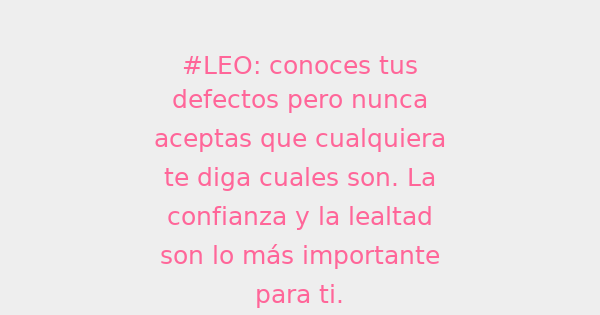 #LEO: conoces tus
defectos pero nunca
aceptas que cualquiera
te diga cuales son. La
confianza y la lealtad
son lo más importante
para ti.